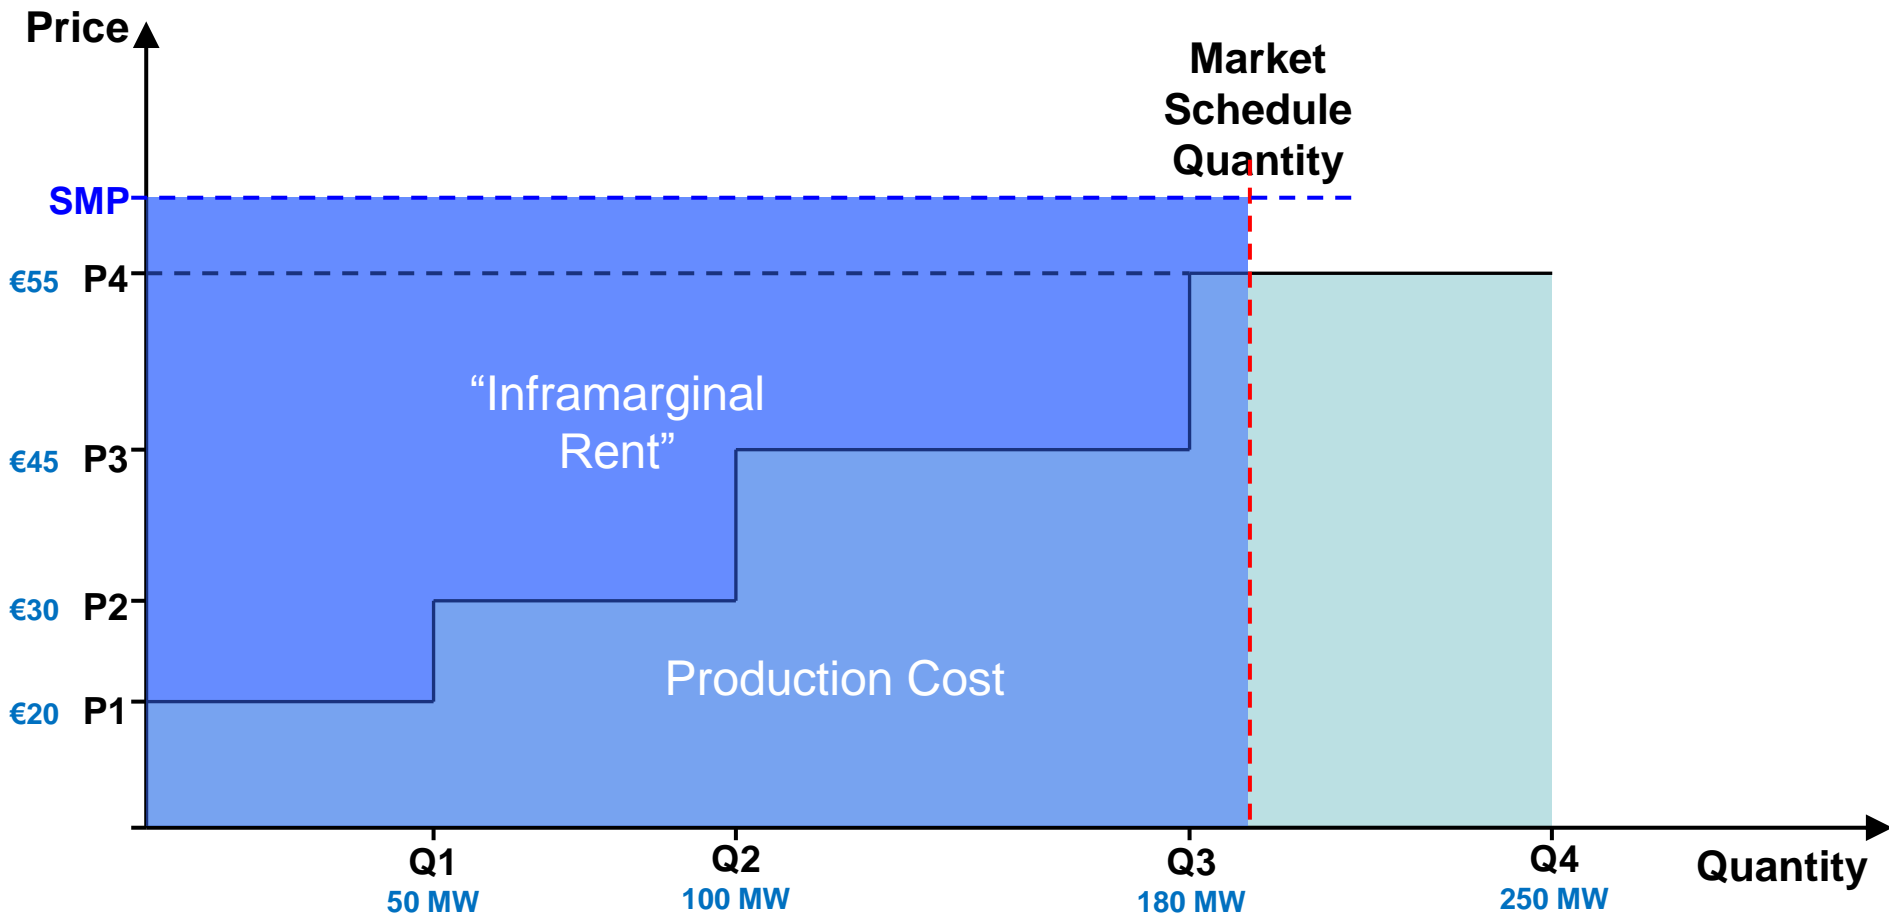 Price
Market
Schedule
Quantity
SMP
€55 P4
“Inframarginal
Rent”
€45 P3
€30 P2
Production Cost
€20 P1
Q1 Q2 Q3 Q4 Quantity
50 MW 100 MW 180 MW 250 MW